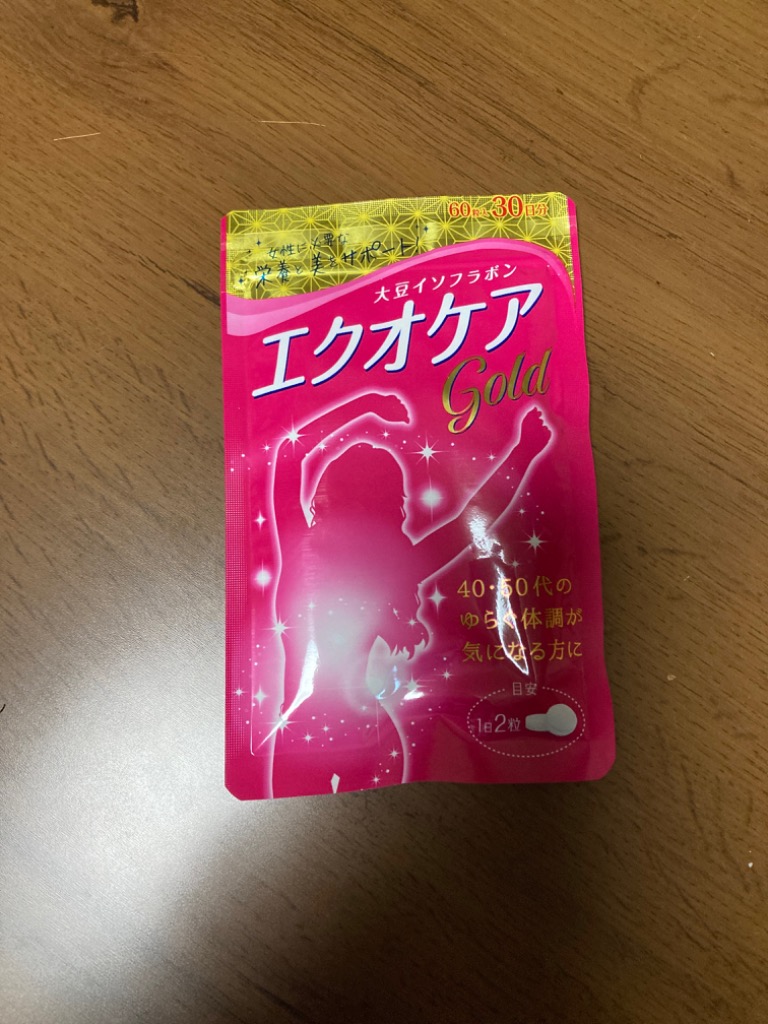 60粒入30日分
女性に必要な
栄養と美をサポート!
大豆イソフラボン
エクオケア
Gold
40・50代の
ゆらぐ体調が
気になる方に
目安
1日2粒